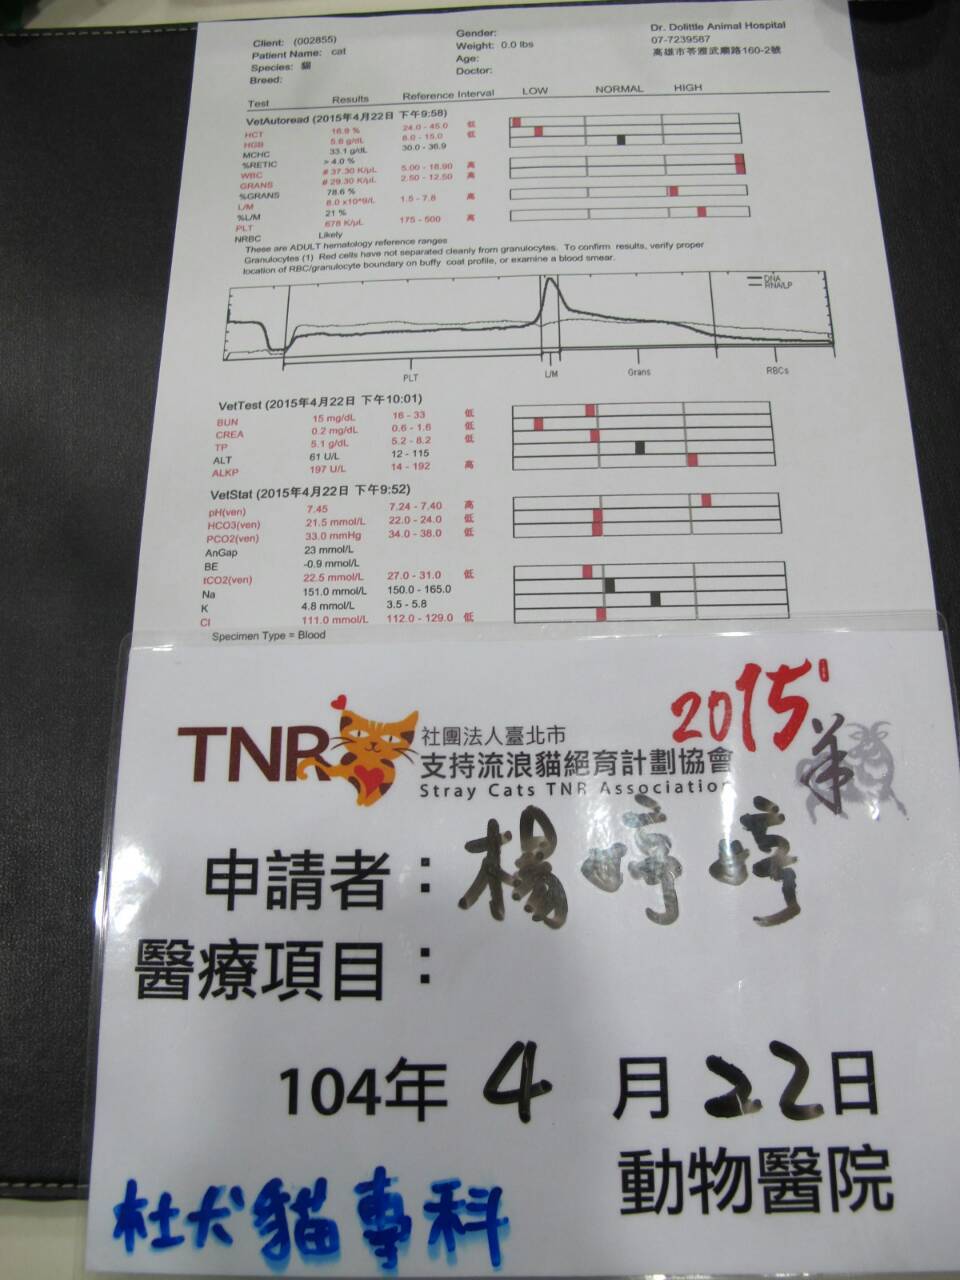 Client: (002855)
Patient Name: cat
Species: 貓
Breed:
Gender:
Weight: 0.0 lbs
Age:
Doctor:
Dr. Dolittle Animal Hospital
07-7239587
高雄市苓雅武廟路160-2號
Test Results Reference Interval LOW NORMAL HIGH
VetAutoread (2015年4月22日 下午9:58)
HCT 16.9 % 24.0 - 45.0 低
HGB 5.6 g/dL 8.0 - 15.0 低
MCHC 33.1 g/dL 30.0 - 36.9
%RETIC > 4.0 %
WBC # 37.30 K/µL 5.00 - 18.90 高
GRANS # 29.30 K/µL 2.50 - 12.50 高
%GRANS 78.6 %
L/M 8.0 x10^9/L 1.5 - 7.8 高
%L/M 21 %
PLT 678 K/µL 175 - 500 高
NRBC Likely
These are ADULT hematology reference ranges
Granulocytes (1) Red cells have not separated cleanly from granulocytes. To confirm results, verify proper
location of RBC/granulocyte boundary on buffy coat profile, or examine a blood smear.
DNA
RNA/LP
PLT L/M Grans RBCs
VetTest (2015年4月22日 下午10:01)
BUN 15 mg/dL 16 - 33 低
CREA 0.2 mg/dL 0.6 - 1.6 低
TP 5.1 g/dL 5.2 - 8.2 低
ALT 61 U/L 12 - 115
ALKP 197 U/L 14 - 192 高
VetStat (2015年4月22日 下午9:52)
pH(ven) 7.45 7.24 - 7.40 高
HCO3(ven) 21.5 mmol/L 22.0 - 24.0 低
PCO2(ven) 33.0 mmHg 34.0 - 38.0 低
AnGap 23 mmol/L
BE -0.9 mmol/L
tCO2(ven) 22.5 mmol/L 27.0 - 31.0 低
Na 151.0 mmol/L 150.0 - 165.0
K 4.8 mmol/L 3.5 - 5.8
Cl 111.0 mmol/L 112.0 - 129.0 低
Specimen Type = Blood
2015'
羊
TNR 社團法人臺北市
支持流浪貓絕育計劃協會
Stray Cats TNR Association
申請者：楊婷婷
醫療項目：
104年 4 月 22日
動物醫院
杜犬貓專科